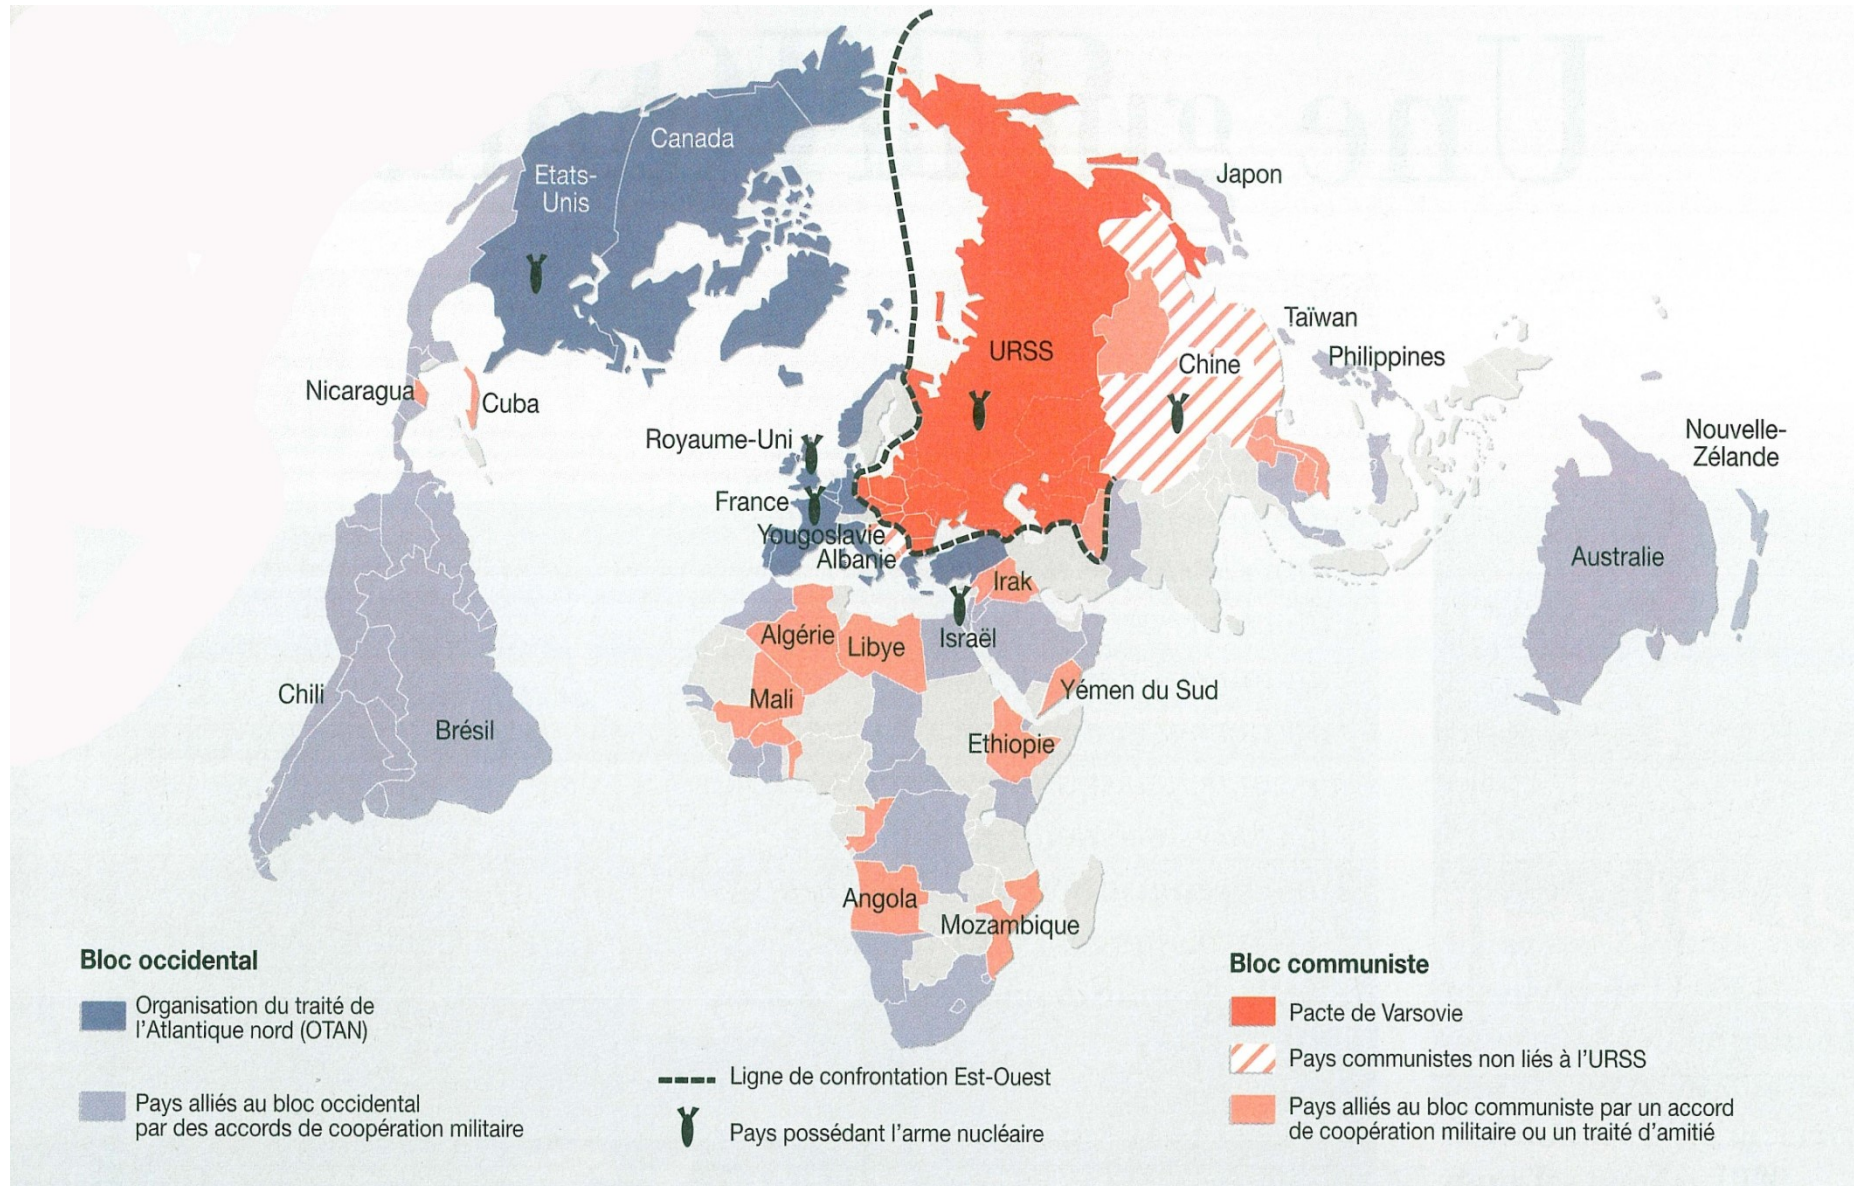 Canada
Etats-
Unis
Japon
Taïwan
Philippines
URSS
Chine
Nicaragua
Cuba
Royaume-Uni
Nouvelle-
Zélande
France
Yougoslavie
Albanie
Australie
Irak
Israël
Algérie
Libye
Yémen du Sud
Chili
Mali
Brésil
Ethiopie
Angola
Mozambique
Bloc occidental
Organisation du traité de
l'Atlantique nord (OTAN)
Pays alliés au bloc occidental
par des accords de coopération militaire
Ligne de confrontation Est-Ouest
Pays possédant l'arme nucléaire
Bloc communiste
Pacte de Varsovie
Pays communistes non liés à l'URSS
Pays alliés au bloc communiste par un accord
de coopération militaire ou un traité d'amitié